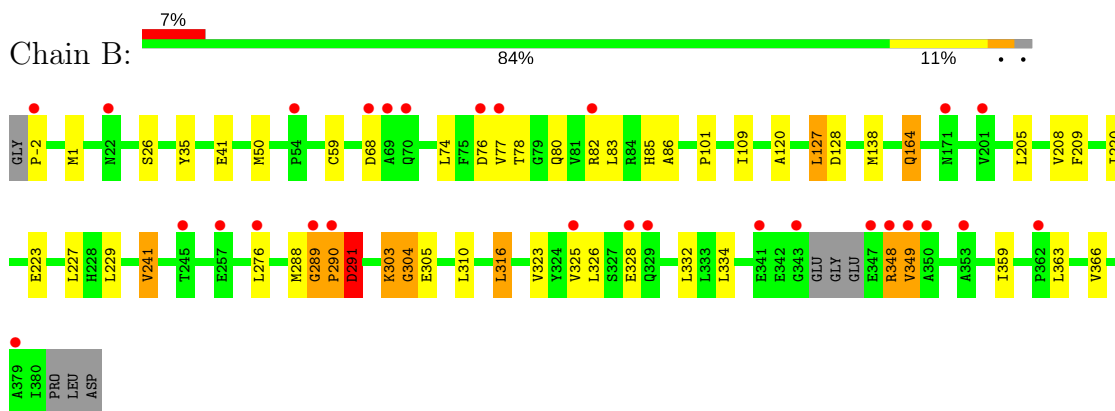 7%
Chain B:
84% 11% • •
GLY P-2 M1 N22 S26 Y35 E41 M50 P54 C59 D68 A69 Q70 L74 F75 D76 V77 T78 G79 Q80 V81 R82 L83 R84 H85 A86 P101 I109 A120 L127 D128 M138 Q164 N171 V201 L205 V208 F209
E223 L227 H228 L229 V241 T245 E257 L276 M288 G289 P290 D291 K303 G304 E305 L310 L316 V323 Y324 V325 L326 S327 E328 Q329 L332 L333 L334 E341 E342 G343 GLU GLY GLU E347 R348 V349 A350 A353 I359 P362 L363 V366
A379 I380 PRO LEU ASP